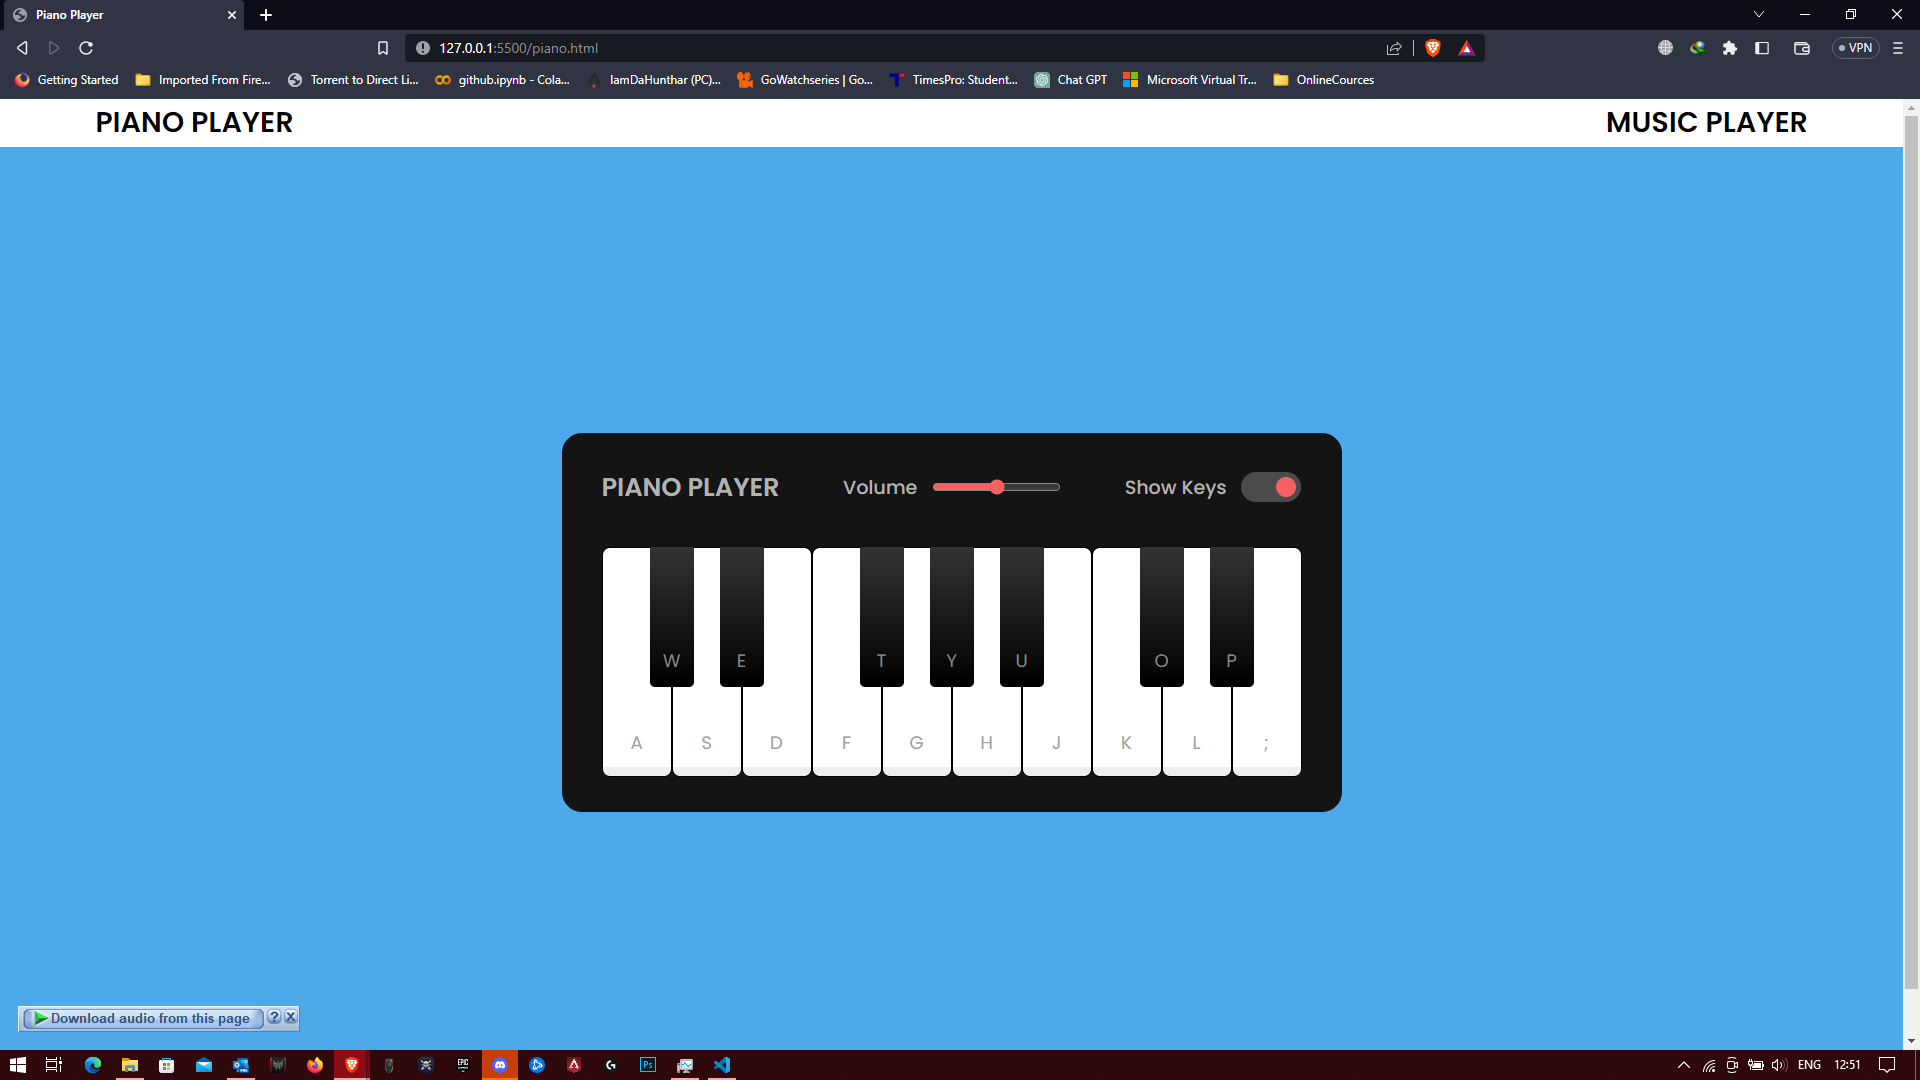 Piano Player
127.0.0.1:5500/piano.html
VPN
Getting Started
Imported From Fire...
Torrent to Direct Li...
github.ipynb - Cola...
IamDaHunthar (PC)...
GoWatchseries | Go...
TimesPro: Student...
Chat GPT
Microsoft Virtual Tr...
OnlineCources
PIANO PLAYER
MUSIC PLAYER
PIANO PLAYER
Volume
Show Keys
W E T Y U O P
A S D F G H J K L ;
Download audio from this page
?
X
EPIC
Ps
ENG
12:51